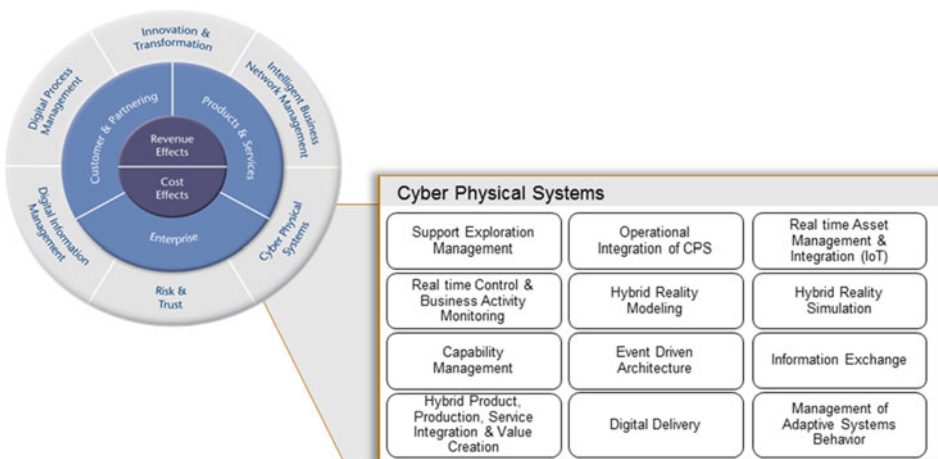 Innovation &
Transformation
Intelligent Business
Network Management
Digital Process
Management
Customer & Partnering
Products & Services
Revenue
Effects
Cost
Effects
Enterprise
Digital Information
Management
Cyber Physical
Systems
Risk &
Trust
Cyber Physical Systems
Support Exploration
Management
Operational
Integration of CPS
Real time Asset
Management &
Integration (IoT)
Real time Control &
Business Activity
Monitoring
Hybrid Reality
Modeling
Hybrid Reality
Simulation
Capability
Management
Event Driven
Architecture
Information Exchange
Hybrid Product,
Production, Service
Integration & Value
Creation
Digital Delivery
Management of
Adaptive Systems
Behavior